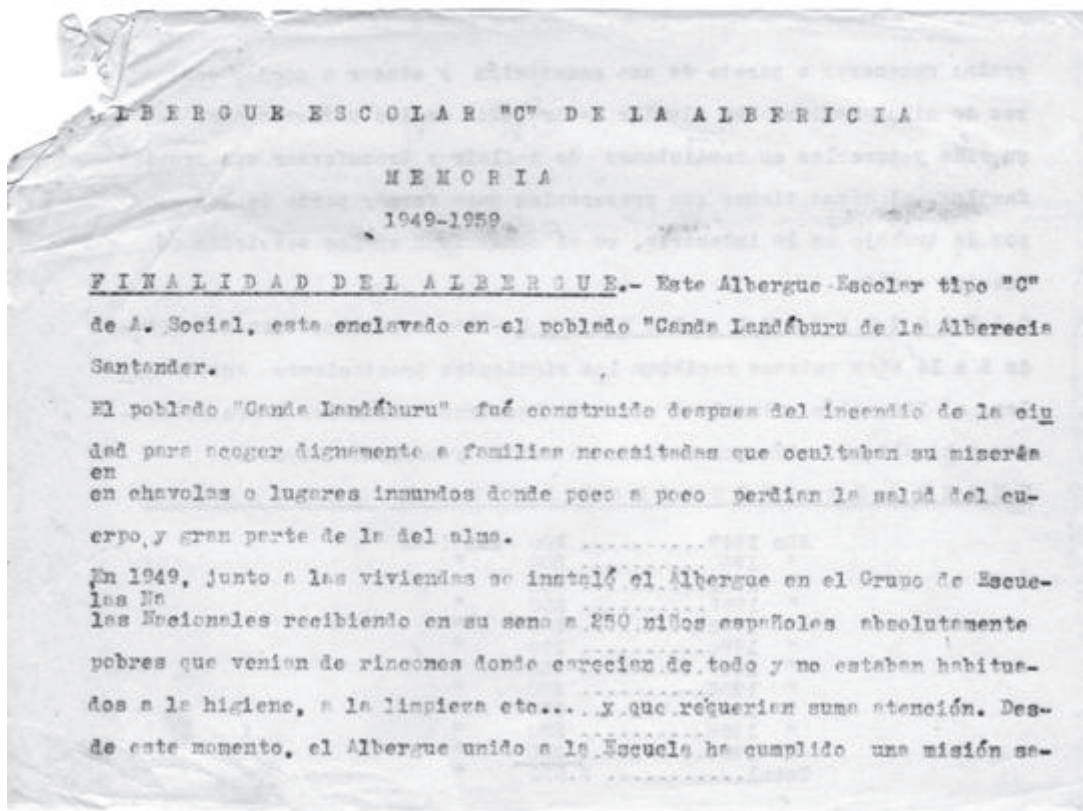 LBERGUE ESCOLAR "C" DE LA ALBERICIA
MEMORIA
1949-1959
FINALIDAD DEL ALBERGUE.- Este Albergue Escolar tipo "C"
de A. Social, esta enclavado en el poblado "Canda Landáburu de la Alberecia
Santander.
El poblado "Canda Landáburu" fué construido despues del incendio de la ciu
dad para acoger dignamente a familias necesitadas que ocultaban su miseria
en
en chavolas o lugares inmundos donde poco a poco perdian la salud del cu-
erpo, y gran parte de la del alma.
En 1949, junto a las viviendas se instaló el Albergue en el Grupo de Escue-
las Na
las Nacionales recibiendo en su seno a 250 niños españoles absolutamente
pobres que venian de rincones donde carecian de todo y no estaban habitua-
dos a la higiene, a la limpieza etc... y que requerian suma atención. Des-
de este momento, el Albergue unido a la Escuela ha cumplido una misión sa-